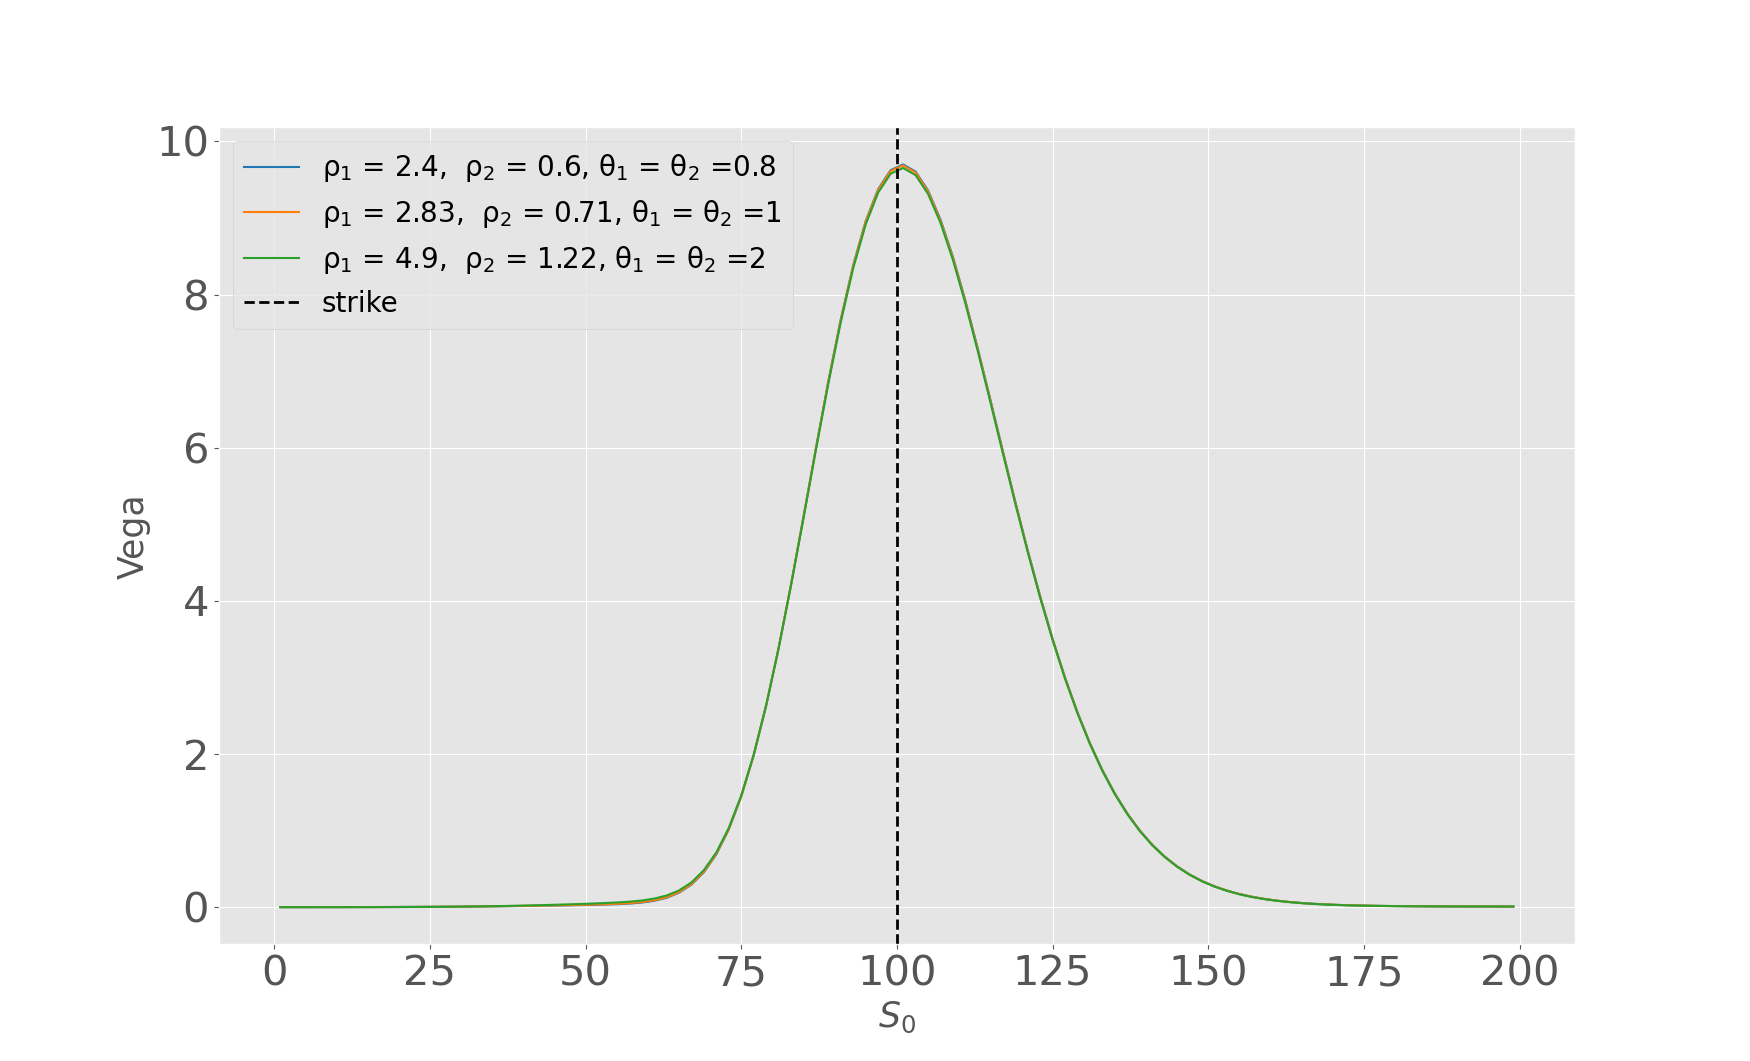 10
8
6
4
2
0
Vega
ρ₁ = 2.4,  ρ₂ = 0.6, θ₁ = θ₂ =0.8
ρ₁ = 2.83,  ρ₂ = 0.71, θ₁ = θ₂ =1
ρ₁ = 4.9,  ρ₂ = 1.22, θ₁ = θ₂ =2
strike
0 25 50 75 100 125 150 175 200
S₀